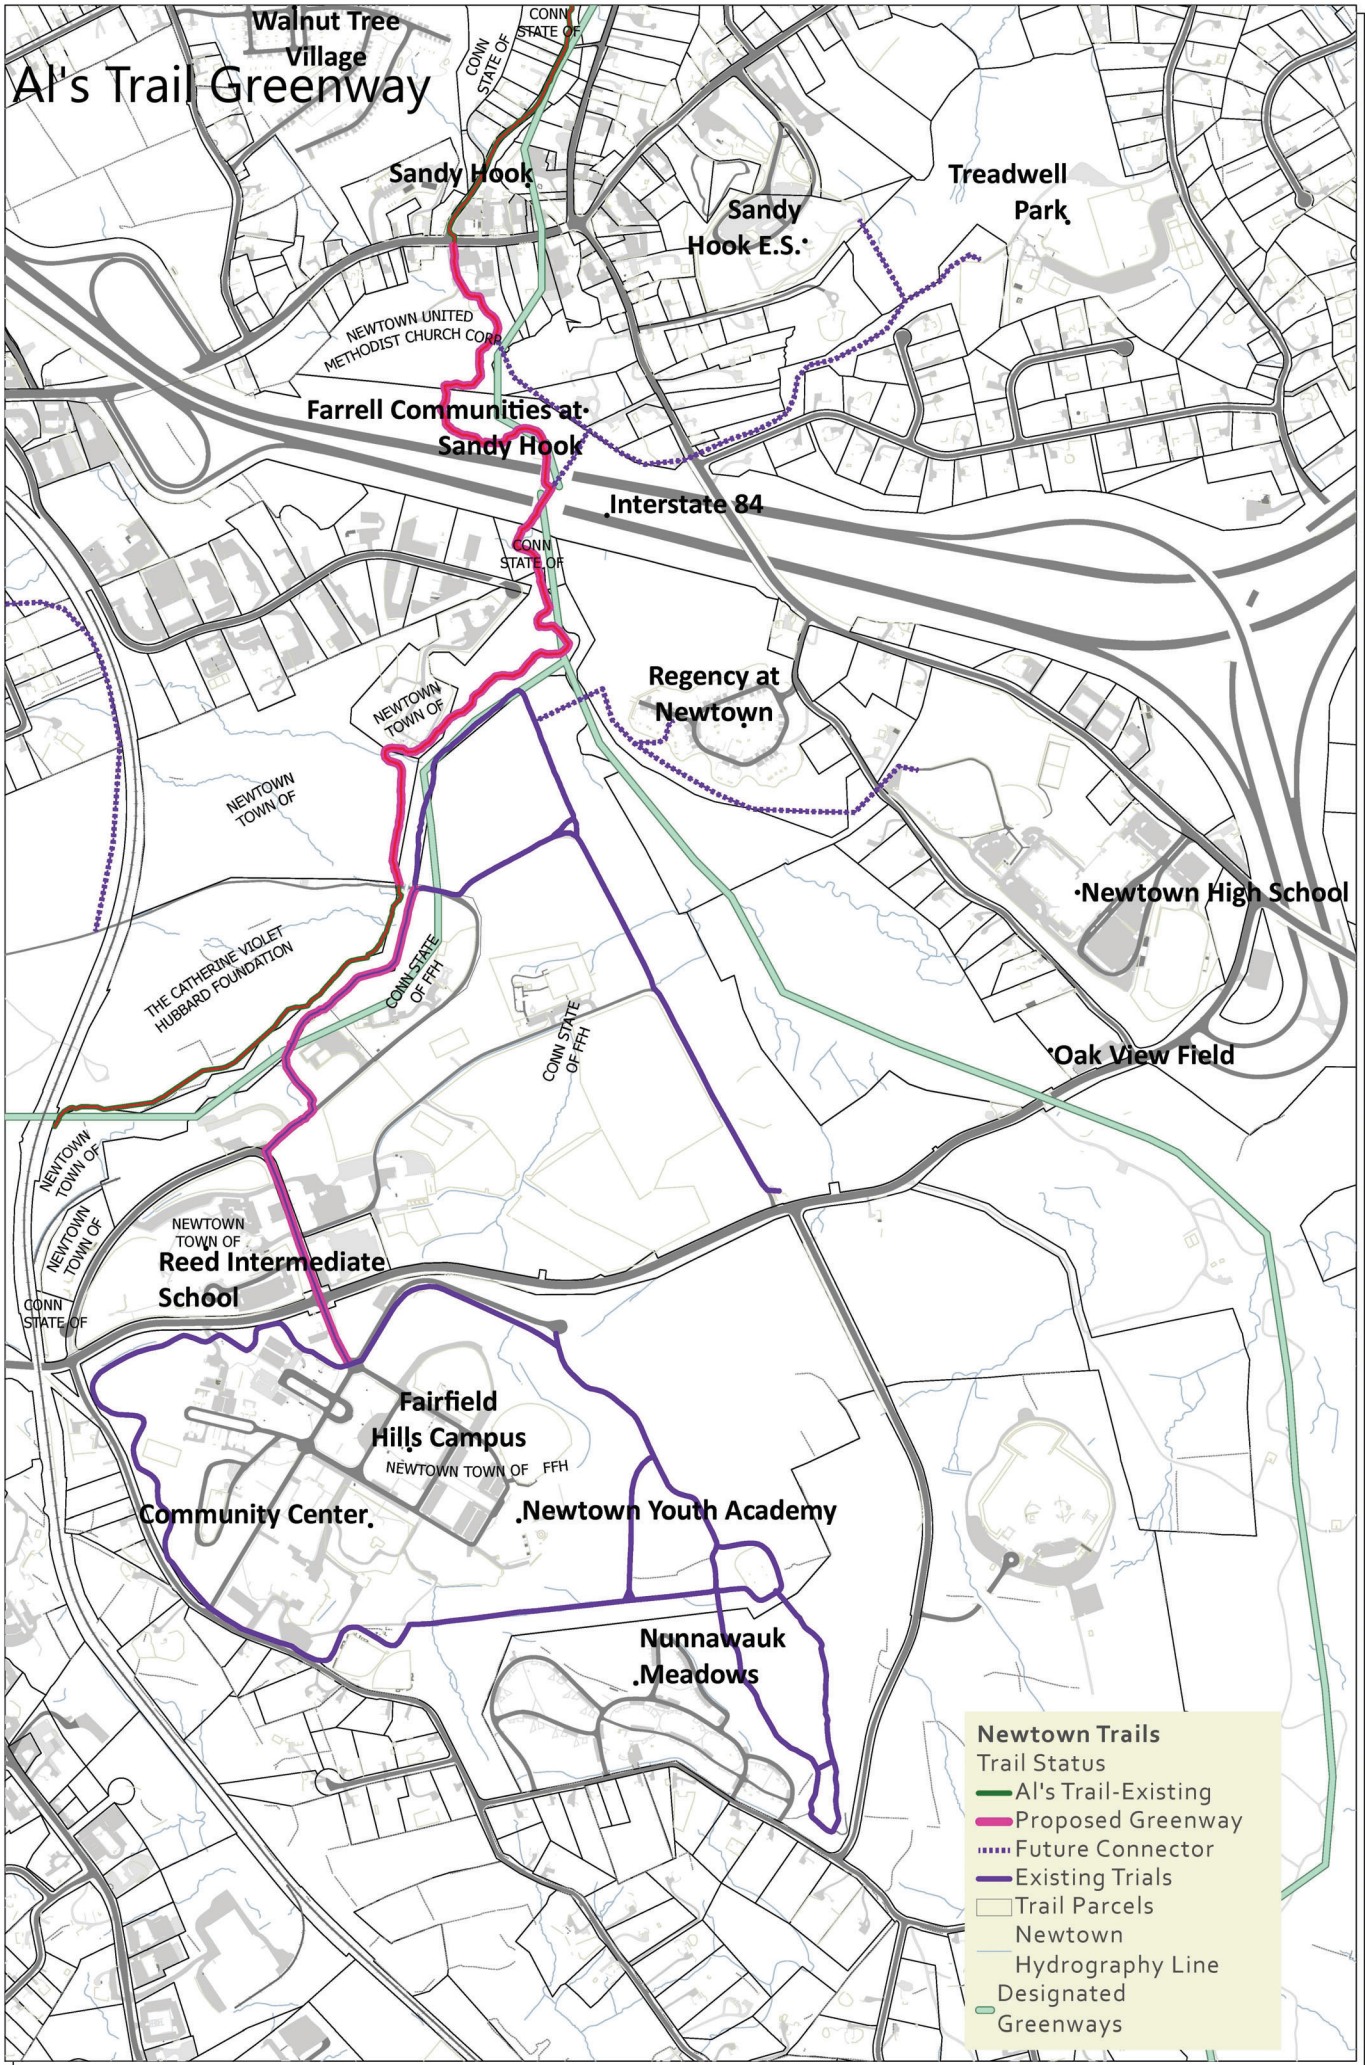 Walnut Tree
Village
Al's Trail Greenway
CONN
STATE OF
CONN
STATE OF
Sandy Hook
Treadwell
Park
Sandy
Hook E.S.
NEWTOWN UNITED
METHODIST CHURCH CORP
Farrell Communities at
Sandy Hook
Interstate 84
CONN
STATE OF
Regency at
Newtown
NEWTOWN
TOWN OF
NEWTOWN
TOWN OF
Newtown High School
THE CATHERINE VIOLET
HUBBARD FOUNDATION
CONN STATE
OF FFH
CONN STATE
OF FFH
Oak View Field
NEWTOWN
TOWN OF
NEWTOWN
TOWN OF
NEWTOWN
TOWN OF
Reed Intermediate
School
CONN
STATE OF
Fairfield
Hills Campus
NEWTOWN TOWN OF FFH
Community Center
Newtown Youth Academy
Nunnawauk
Meadows
Newtown Trails
Trail Status
Al's Trail-Existing
Proposed Greenway
Future Connector
Existing Trials
Trail Parcels
Newtown
Hydrography Line
Designated
Greenways